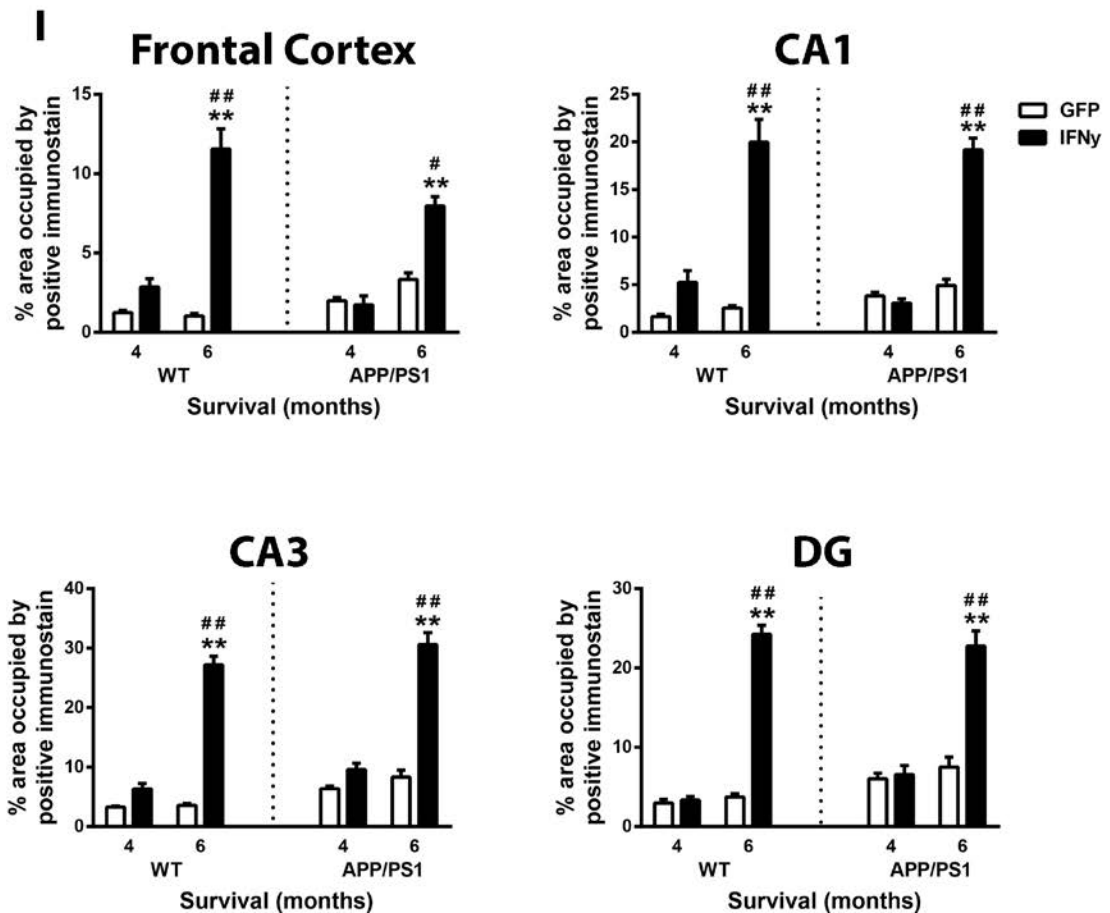 I
Frontal Cortex
% area occupied by
positive immunostain
15
10
5
0
##
**
#
**
4 6 4 6
WT APP/PS1
Survival (months)
CA1
% area occupied by
positive immunostain
25
20
15
10
5
0
##
**
##
**
4 6 4 6
WT APP/PS1
Survival (months)
GFP
IFNy
CA3
% area occupied by
positive immunostain
40
30
20
10
0
##
**
##
**
4 6 4 6
WT APP/PS1
Survival (months)
DG
% area occupied by
positive immunostain
30
20
10
0
##
**
##
**
4 6 4 6
WT APP/PS1
Survival (months)